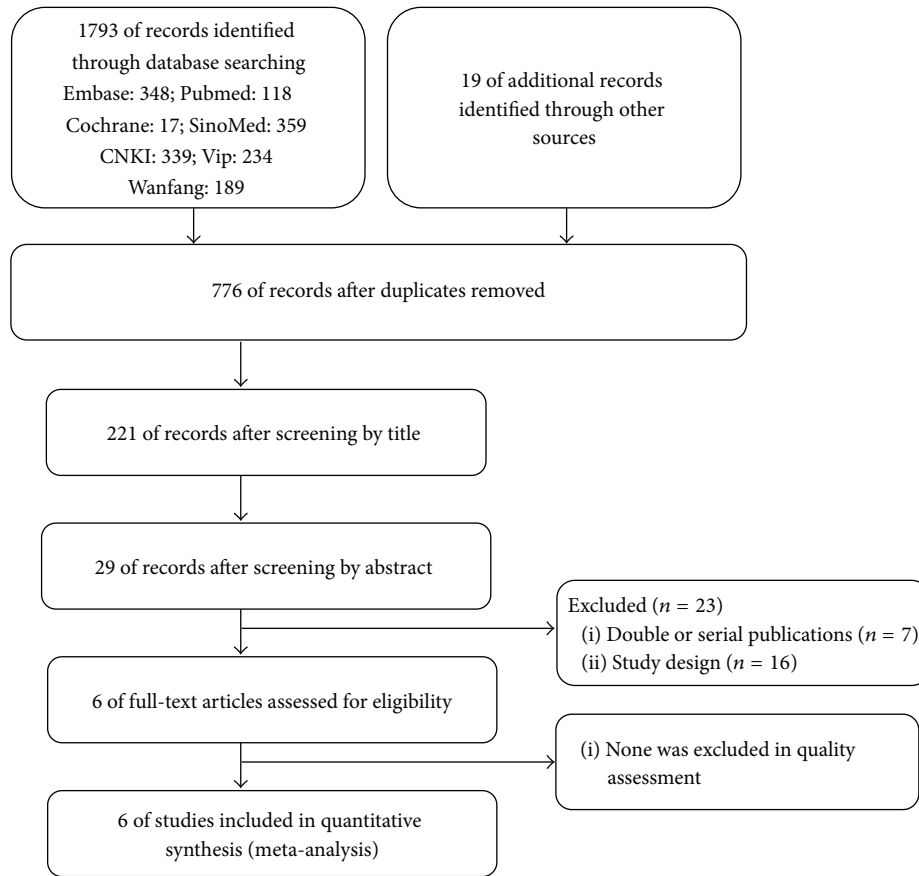 1793 of records identified
through database searching
Embase: 348; Pubmed: 118
Cochrane: 17; SinoMed: 359
CNKI: 339; Vip: 234
Wanfang: 189
19 of additional records
identified through other
sources
776 of records after duplicates removed
221 of records after screening by title
29 of records after screening by abstract
Excluded (n = 23)
(i) Double or serial publications (n = 7)
(ii) Study design (n = 16)
6 of full-text articles assessed for eligibility
(i) None was excluded in quality
assessment
6 of studies included in quantitative
synthesis (meta-analysis)